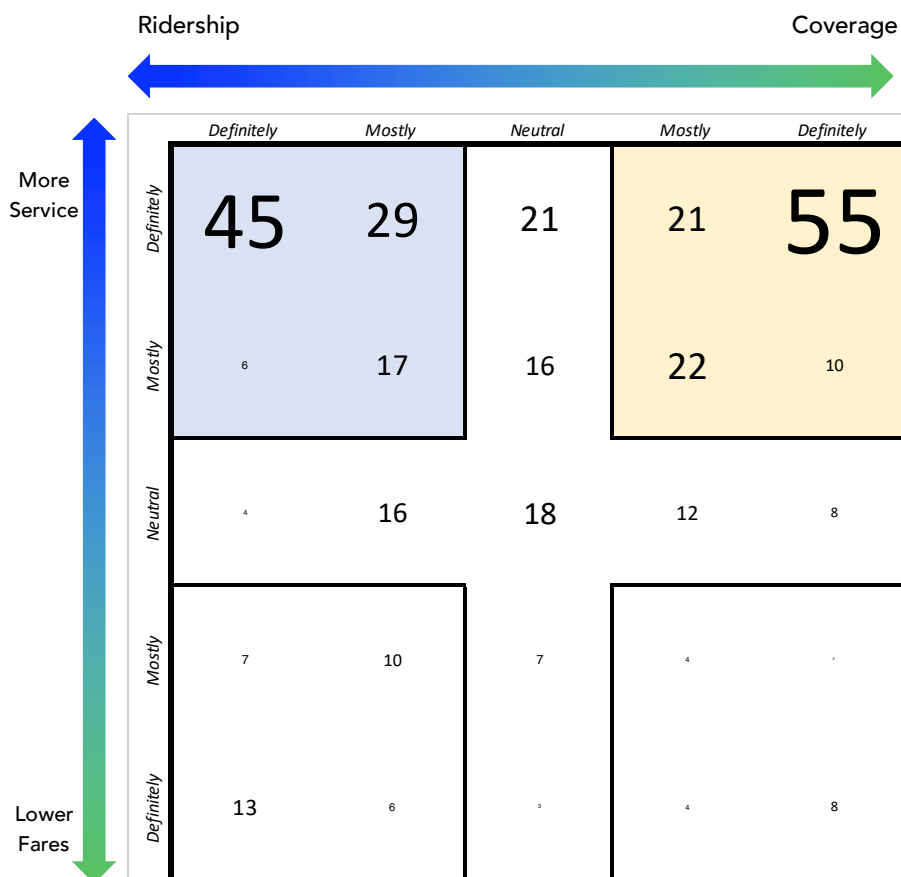 Ridership Coverage
Definitely Mostly Neutral Mostly Definitely
More
Service
Definitely 45 29 21 21 55
Mostly 6 17 16 22 10
Neutral 4 16 18 12 8
Mostly 7 10 7 4
Definitely 13 6 3 4 8
Lower
Fares